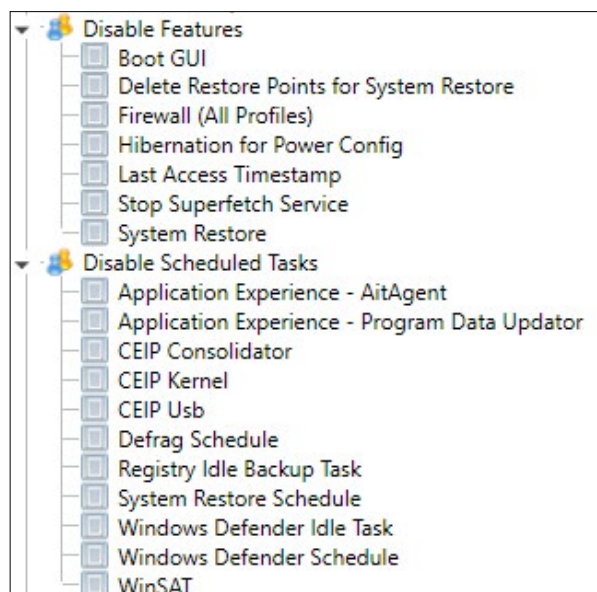 Disable Features
Boot GUI
Delete Restore Points for System Restore
Firewall (All Profiles)
Hibernation for Power Config
Last Access Timestamp
Stop Superfetch Service
System Restore
Disable Scheduled Tasks
Application Experience - AitAgent
Application Experience - Program Data Updator
CEIP Consolidator
CEIP Kernel
CEIP Usb
Defrag Schedule
Registry Idle Backup Task
System Restore Schedule
Windows Defender Idle Task
Windows Defender Schedule
WinSAT